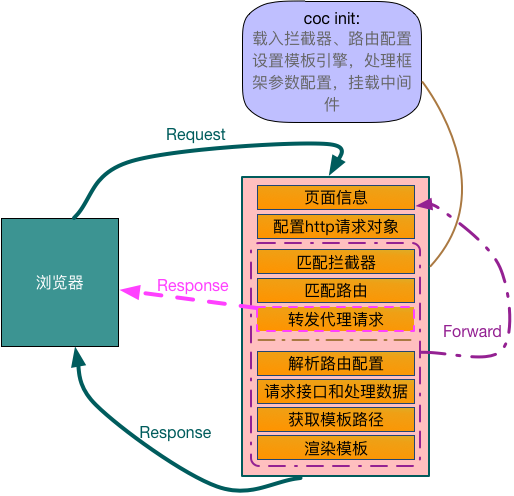 coc init:
载入拦截器、路由配置
设置模板引擎，处理框
架参数配置，挂载中间
件
Request
页面信息
配置http请求对象
匹配拦截器
浏览器
Response
匹配路由
转发代理请求
Forward
解析路由配置
请求接口和处理数据
获取模板路径
Response
渲染模板